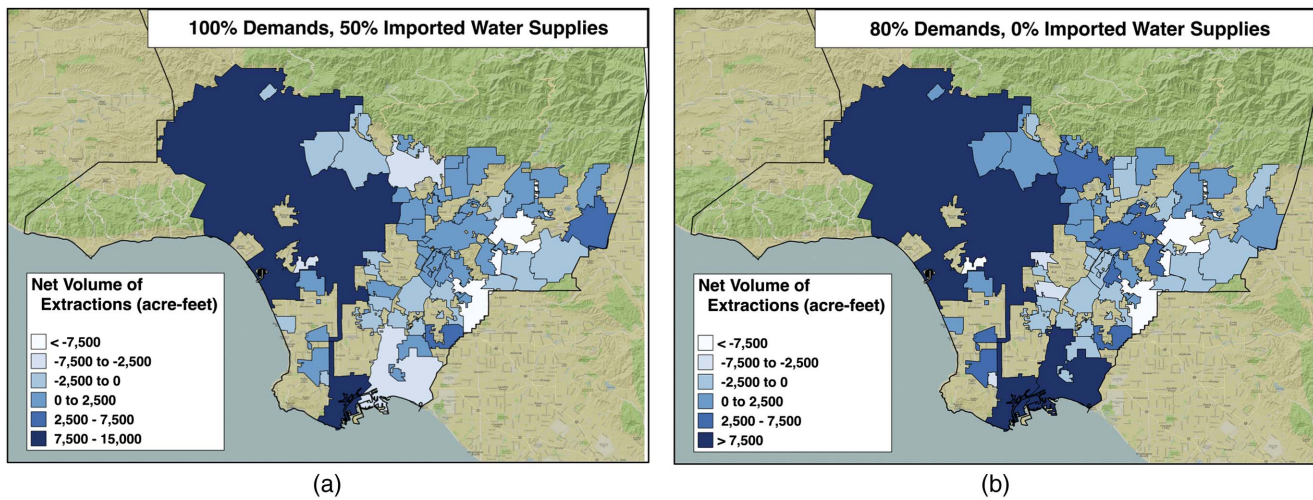 100% Demands, 50% Imported Water Supplies
Net Volume of
Extractions (acre-feet)
< -7,500
-7,500 to -2,500
-2,500 to 0
0 to 2,500
2,500 - 7,500
7,500 - 15,000
(a)
80% Demands, 0% Imported Water Supplies
Net Volume of
Extractions (acre-feet)
< -7,500
-7,500 to -2,500
-2,500 to 0
0 to 2,500
2,500 - 7,500
> 7,500
(b)